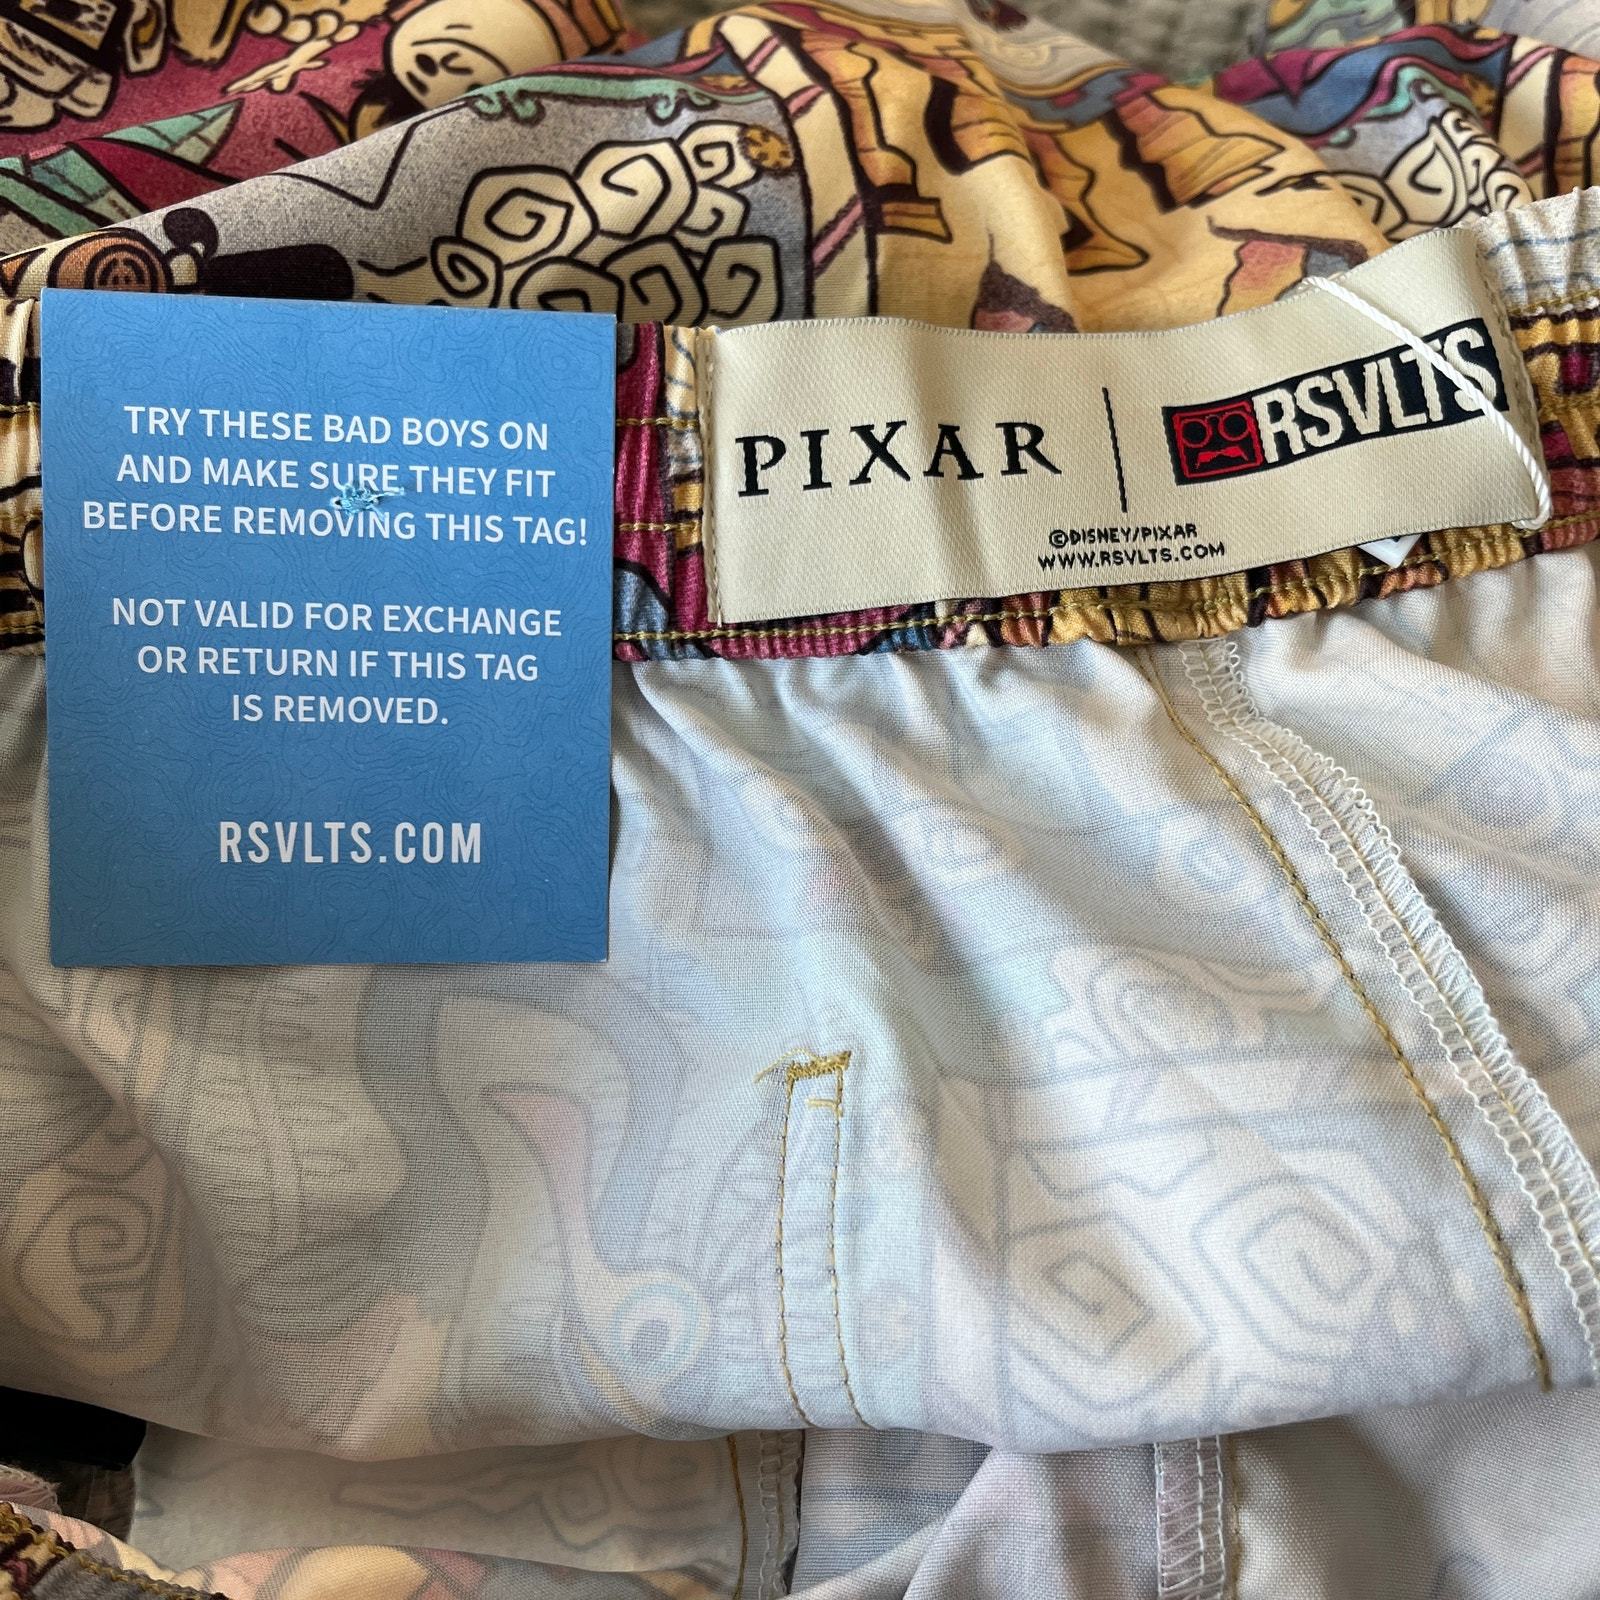 TRY THESE BAD BOYS ON
AND MAKE SURE THEY FIT
BEFORE REMOVING THIS TAG!
NOT VALID FOR EXCHANGE
OR RETURN IF THIS TAG
IS REMOVED.
RSVLTS.COM
PIXAR
RSVLTS
©DISNEY/PIXAR
WWW.RSVLTS.COM